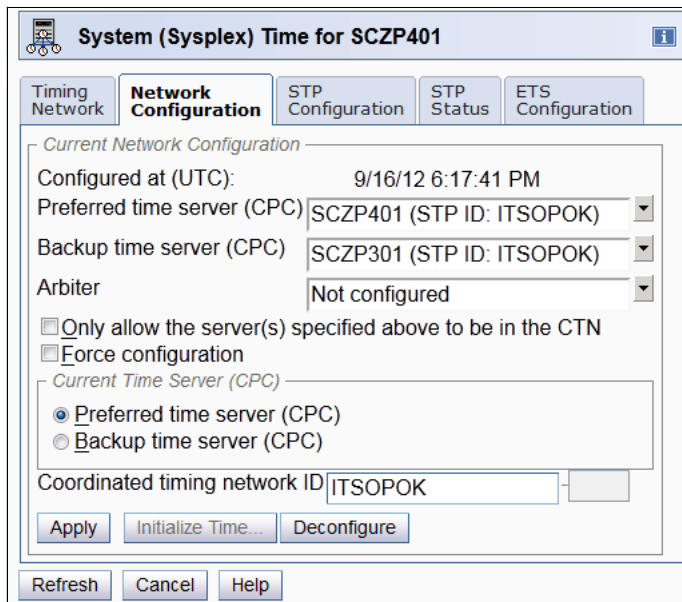 System (Sysplex) Time for SCZP401
i
Timing Network
Network Configuration
STP Configuration
STP Status
ETS Configuration
Current Network Configuration
Configured at (UTC): 9/16/12 6:17:41 PM
Preferred time server (CPC) SCZP401 (STP ID: ITSOPOK)
Backup time server (CPC) SCZP301 (STP ID: ITSOPOK)
Arbiter Not configured
Only allow the server(s) specified above to be in the CTN
Force configuration
Current Time Server (CPC)
Preferred time server (CPC)
Backup time server (CPC)
Coordinated timing network ID ITSOPOK -
Apply Initialize Time... Deconfigure
Refresh Cancel Help